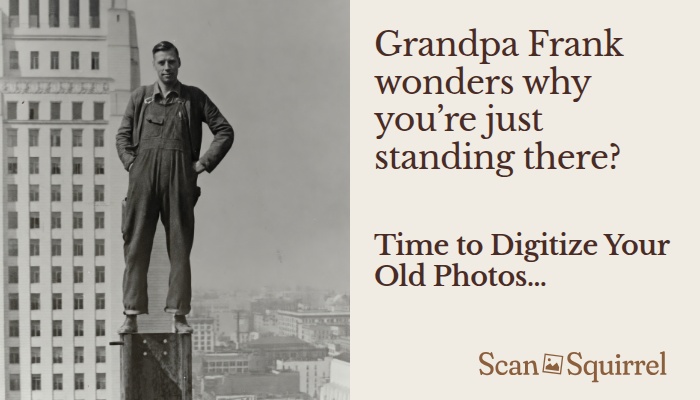 Grandpa Frank
wonders why
you’re just
standing there?
Time to Digitize Your
Old Photos...
Scan Squirrel